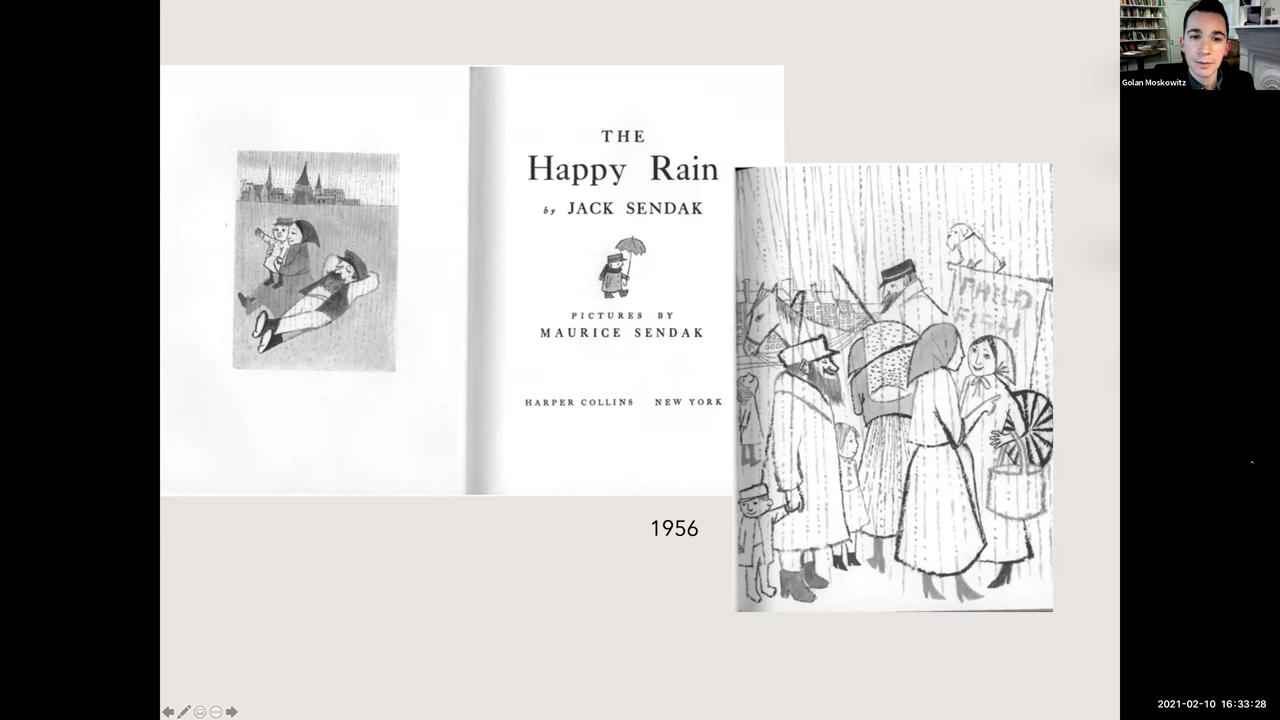 THE
Happy Rain
by JACK SENDAK
PICTURES BY
MAURICE SENDAK
HARPER COLLINS NEW YORK
1956
Golan Moskowitz
2021-02-10 16:33:28